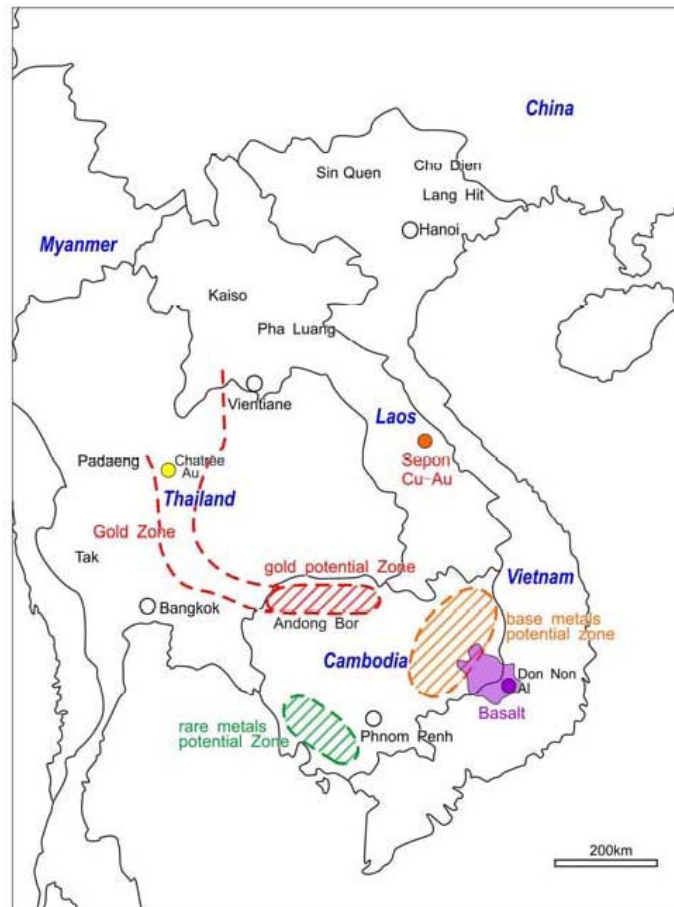 China
Cho Dien
Sin Quen
Lang Hit
Hanoi
Myanmer
Kaiso
Pha Luang
Vientiane
Laos
Padaeng
Chatree
Au
Sepon
Cu-Au
Thailand
Gold Zone
Tak
gold potential Zone
Vietnam
Bangkok
Andong Bor
base metals
potential zone
Cambodia
Don Non
Al
Basalt
rare metals
potential Zone
Phnom Penh
200km